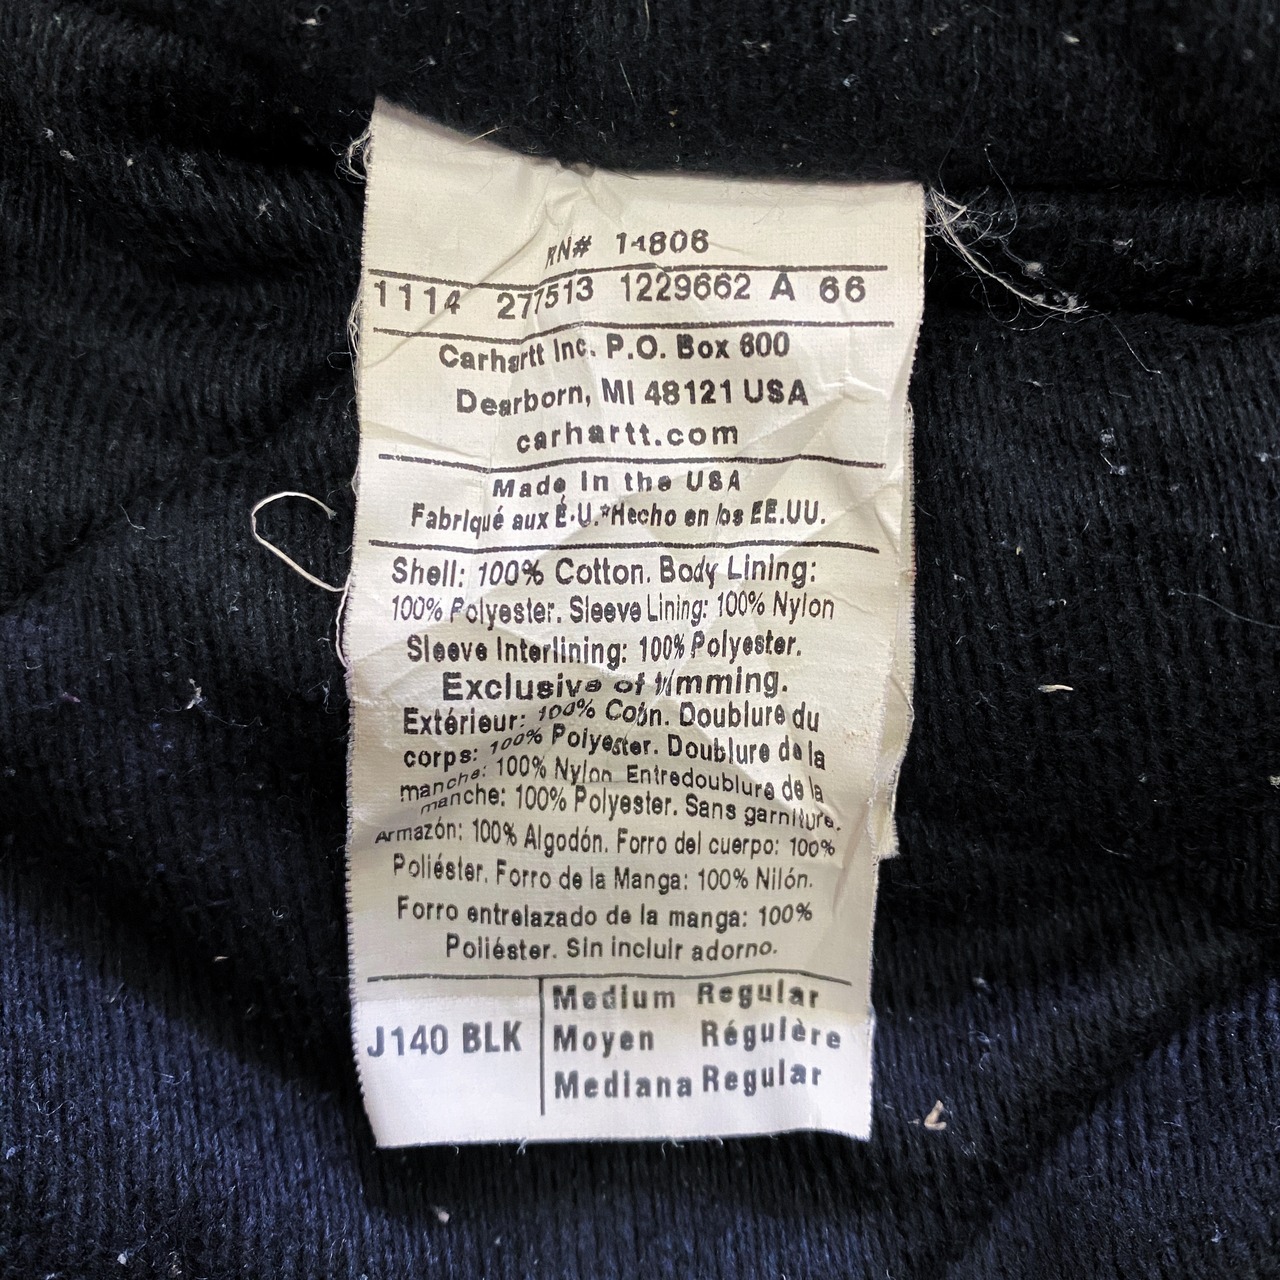 RN# 14806
1114 277513 1229662 A 66
Carhartt Inc. P.O. Box 600
Dearborn, MI 48121 USA
carhartt.com
Made In the USA
Fabriqué aux É.U.*Hecho en los EE.UU.
Shell: 100% Cotton. Body Lining:
100% Polyester. Sleeve Lining: 100% Nylon
Sleeve Interlining: 100% Polyester.
Exclusive of trimming.
Extérieur: 100% Coton. Doublure du
corps: 100% Polyester. Doublure de la
manche: 100% Nylon Entredoublure de la
manche: 100% Polyester. Sans garniture.
Armazón: 100% Algodón. Forro del cuerpo: 100%
Poliéster. Forro de la Manga: 100% Nilón.
Forro entrelazado de la manga: 100%
Poliéster. Sin incluir adorno.
J140 BLK
Medium Regular
Moyen Régulière
Mediana Regular